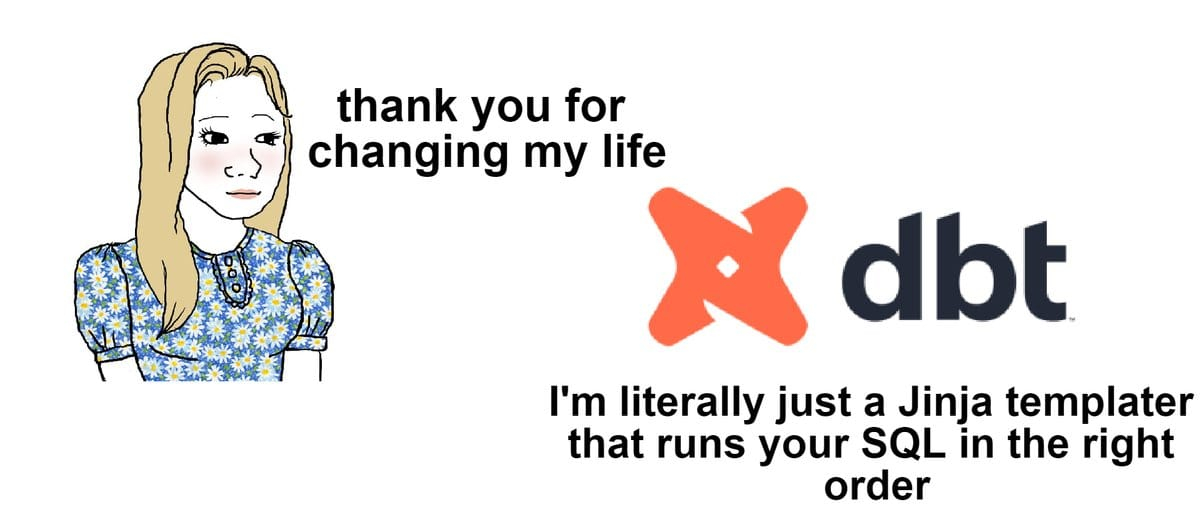 thank you for
changing my life
dbt
I'm literally just a Jinja templater
that runs your SQL in the right
order